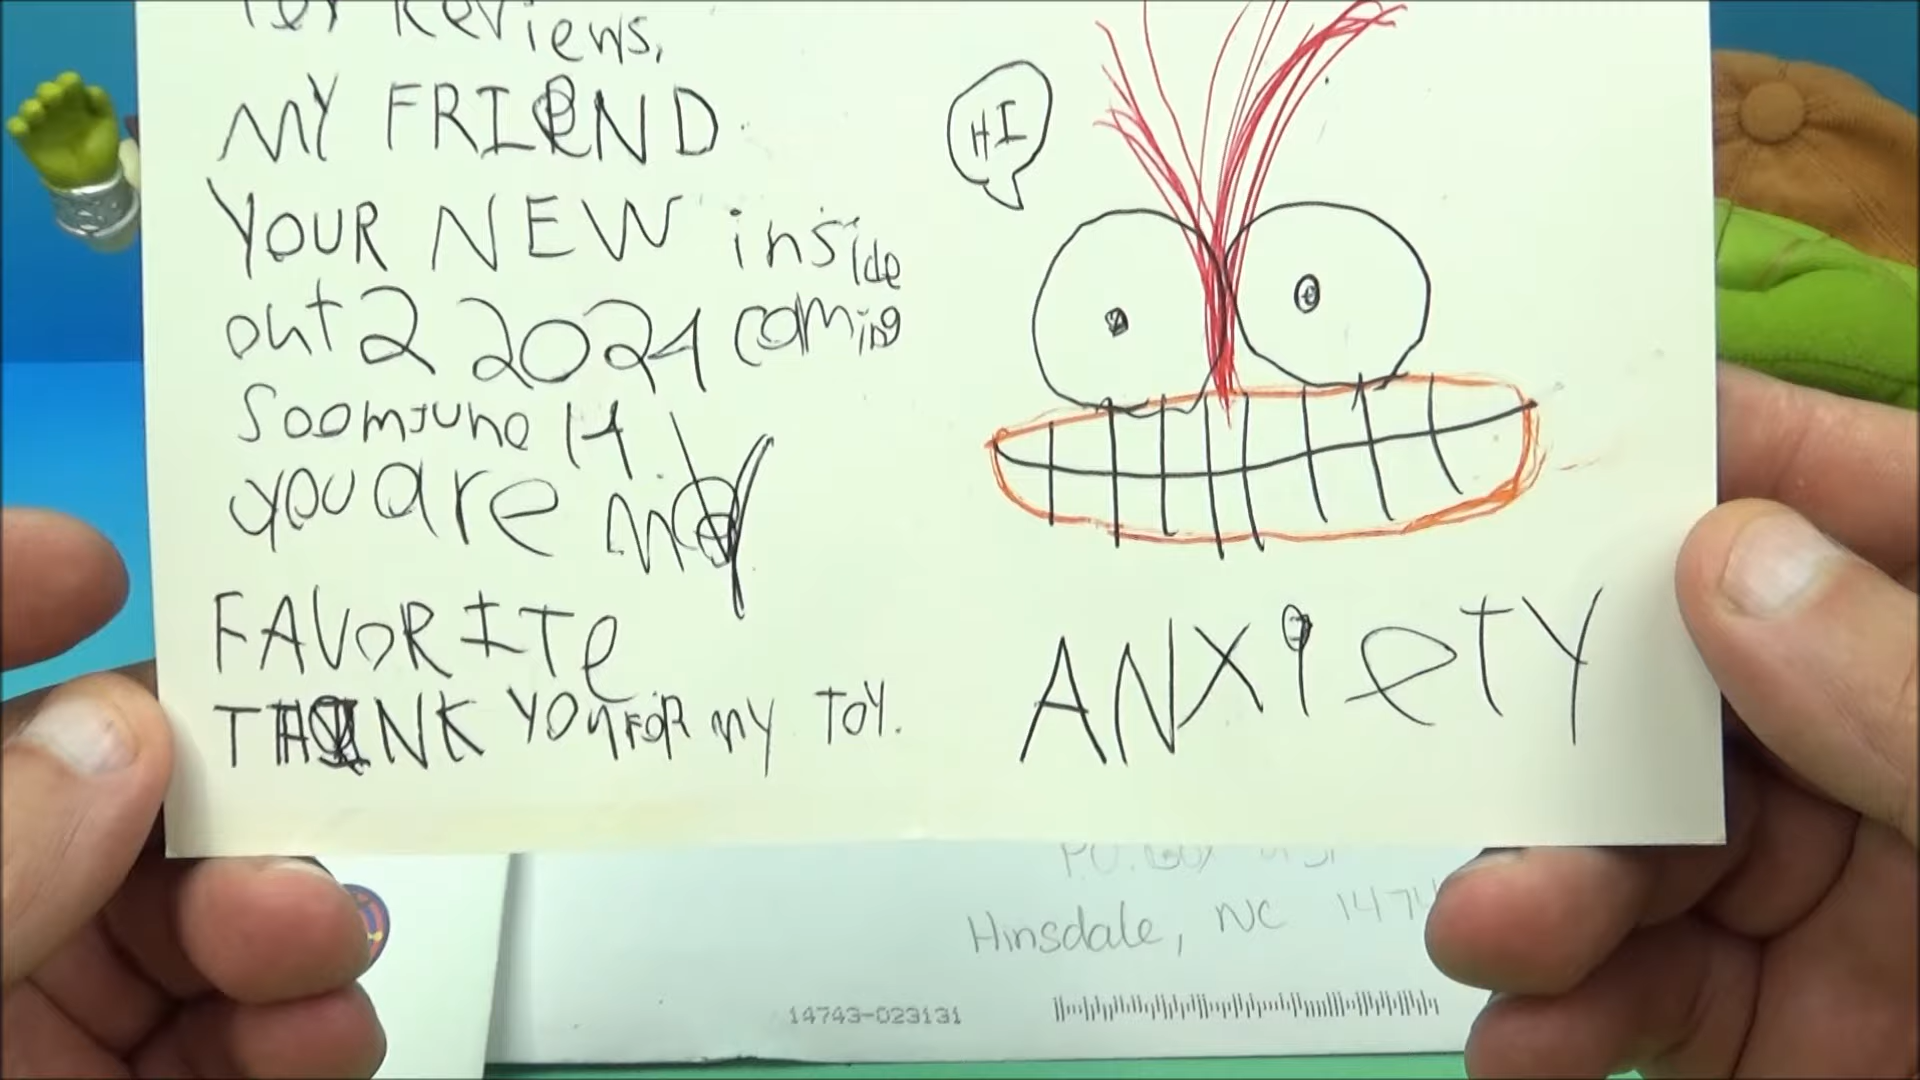 Reviews,
MY FRIEND
YOUR NEW inside
out 2 2024 coming
Soom June 14
you are my
FAVORITe
THANK YOU FOR MY TOY.
HI
ANXieTY
Hinsdale, NC
14743-023131